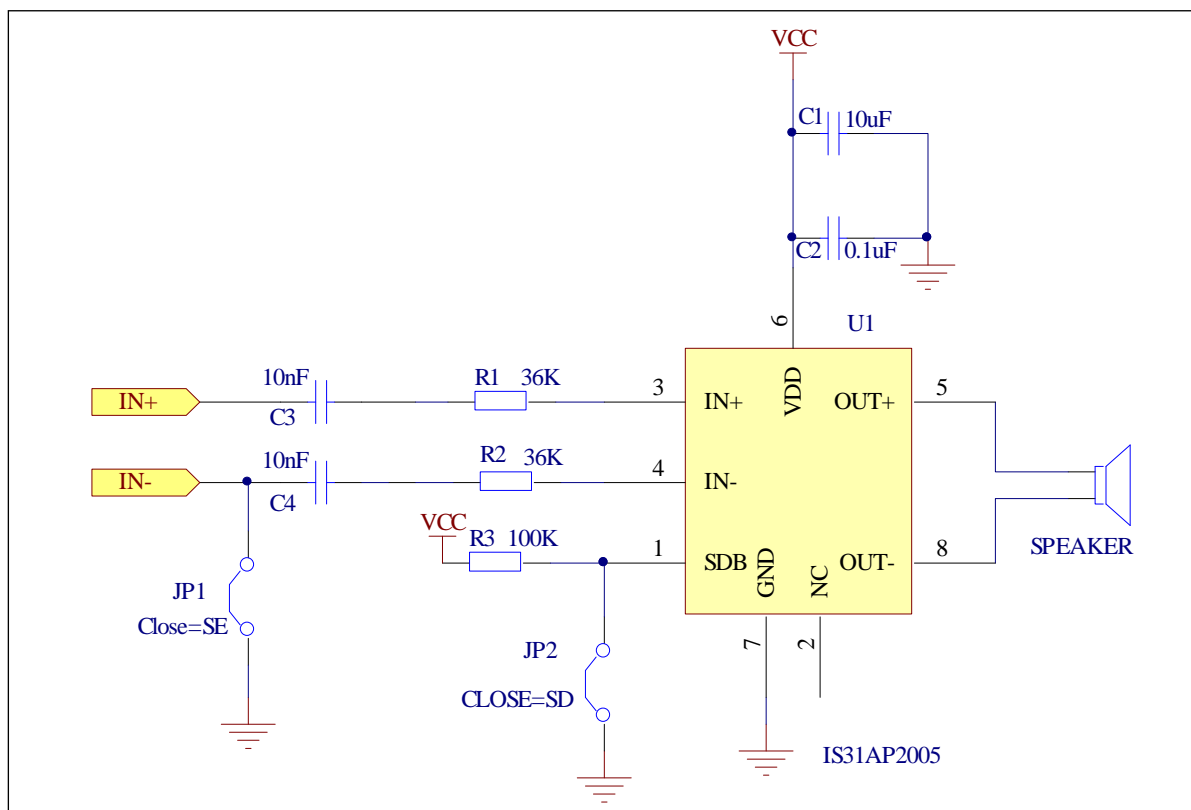 VCC
C1 10uF
C2 0.1uF
6
U1
10nF
R1 36K
3
5
IN+
IN+
VDD
OUT+
C3
10nF
R2 36K
4
IN-
IN-
C4
VCC
R3 100K
1
8
SPEAKER
SDB
GND
NC
OUT-
JP1
Close=SE
JP2
7
2
CLOSE=SD
IS31AP2005